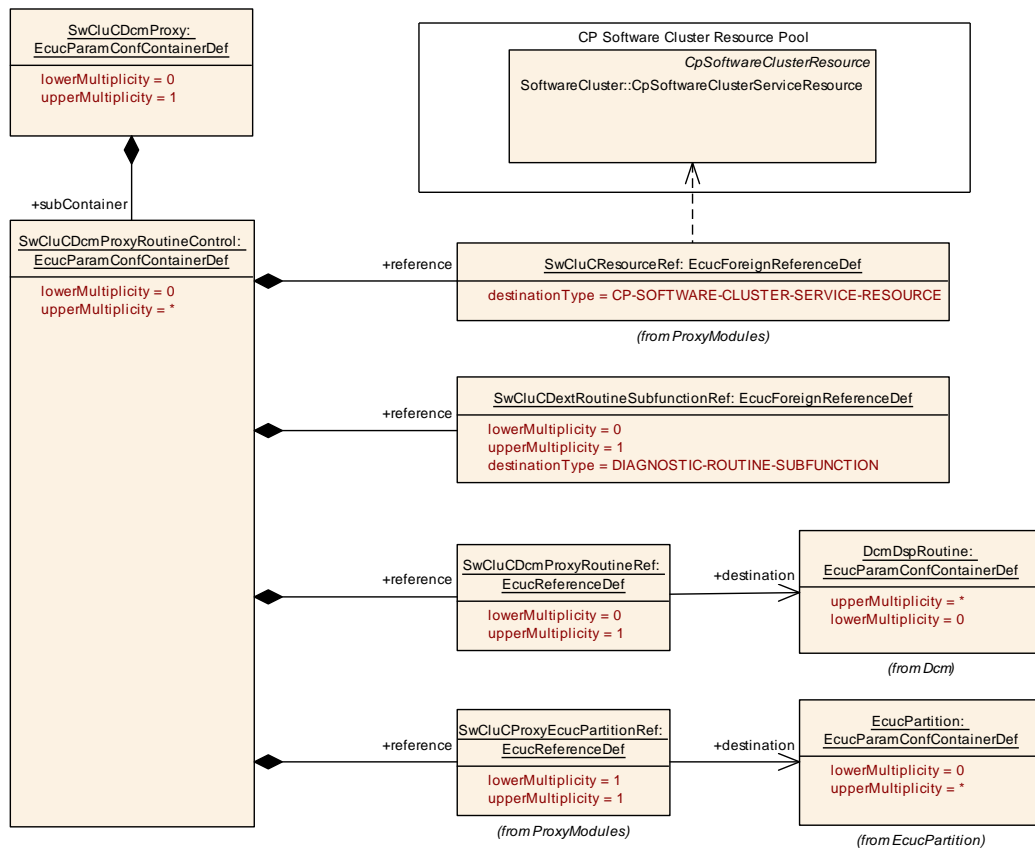 SwCluCDcmProxy:
EcucParamConfContainerDef
lowerMultiplicity = 0
upperMultiplicity = 1
CP Software Cluster Resource Pool
CpSoftwareClusterResource
SoftwareCluster::CpSoftwareClusterServiceResource
+subContainer
SwCluCDcmProxyRoutineControl:
EcucParamConfContainerDef
lowerMultiplicity = 0
upperMultiplicity = *
+reference
SwCluCResourceRef: EcucForeignReferenceDef
destinationType = CP-SOFTWARE-CLUSTER-SERVICE-RESOURCE
(from ProxyModules)
+reference
SwCluCDextRoutineSubfunctionRef: EcucForeignReferenceDef
lowerMultiplicity = 0
upperMultiplicity = 1
destinationType = DIAGNOSTIC-ROUTINE-SUBFUNCTION
+reference
SwCluCDcmProxyRoutineRef:
EcucReferenceDef
lowerMultiplicity = 0
upperMultiplicity = 1
+destination
DcmDspRoutine:
EcucParamConfContainerDef
upperMultiplicity = *
lowerMultiplicity = 0
(from Dcm)
+reference
SwCluCProxyEcucPartitionRef:
EcucReferenceDef
lowerMultiplicity = 1
upperMultiplicity = 1
(from ProxyModules)
+destination
EcucPartition:
EcucParamConfContainerDef
lowerMultiplicity = 0
upperMultiplicity = *
(from EcucPartition)